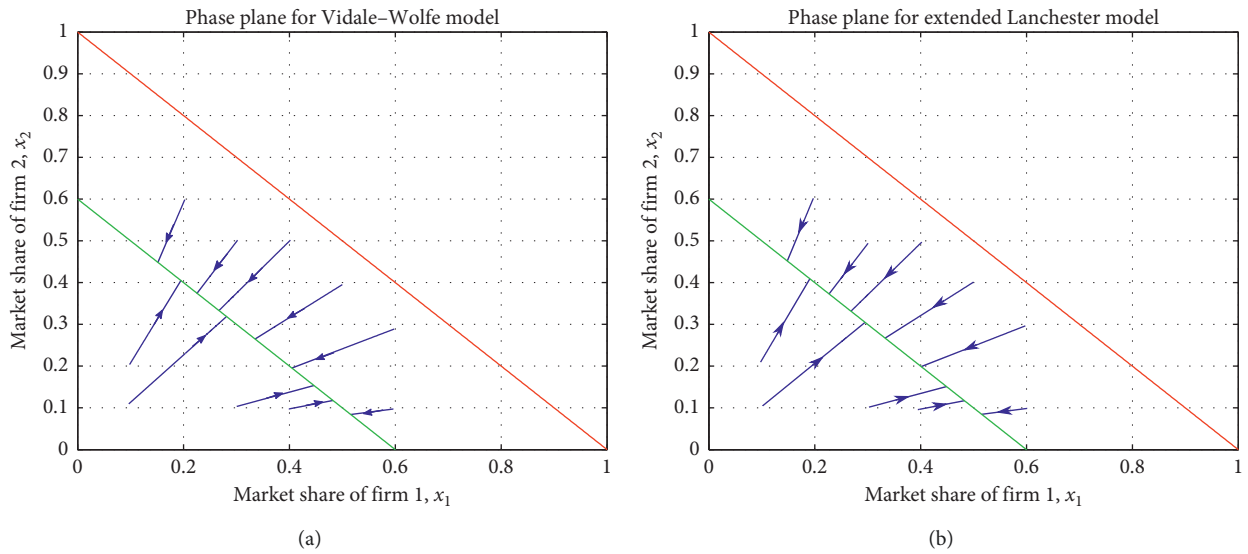 Phase plane for Vidale–Wolfe model
1
0.9
0.8
0.7
0.6
0.5
0.4
0.3
0.2
0.1
0
Market share of firm 2, x₂
0 0.2 0.4 0.6 0.8 1
Market share of firm 1, x₁
(a)
Phase plane for extended Lanchester model
1
0.9
0.8
0.7
0.6
0.5
0.4
0.3
0.2
0.1
0
Market share of firm 2, x₂
0 0.2 0.4 0.6 0.8 1
Market share of firm 1, x₁
(b)